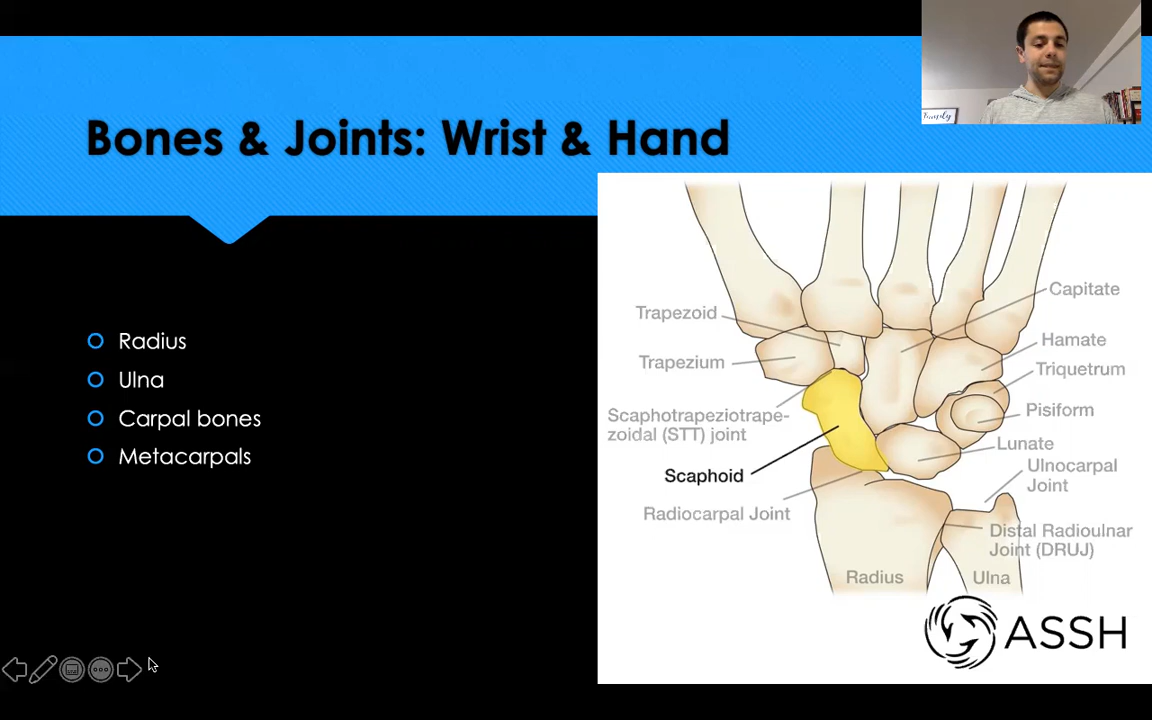 Family
Bones & Joints: Wrist & Hand
Radius
Ulna
Carpal bones
Metacarpals
Trapezoid
Trapezium
Scaphotrapeziotrape-
zoidal (STT) joint
Scaphoid
Radiocarpal Joint
Capitate
Hamate
Triquetrum
Pisiform
Lunate
Ulnocarpal
Joint
Distal Radioulnar
Joint (DRUJ)
Radius
Ulna
ASSH